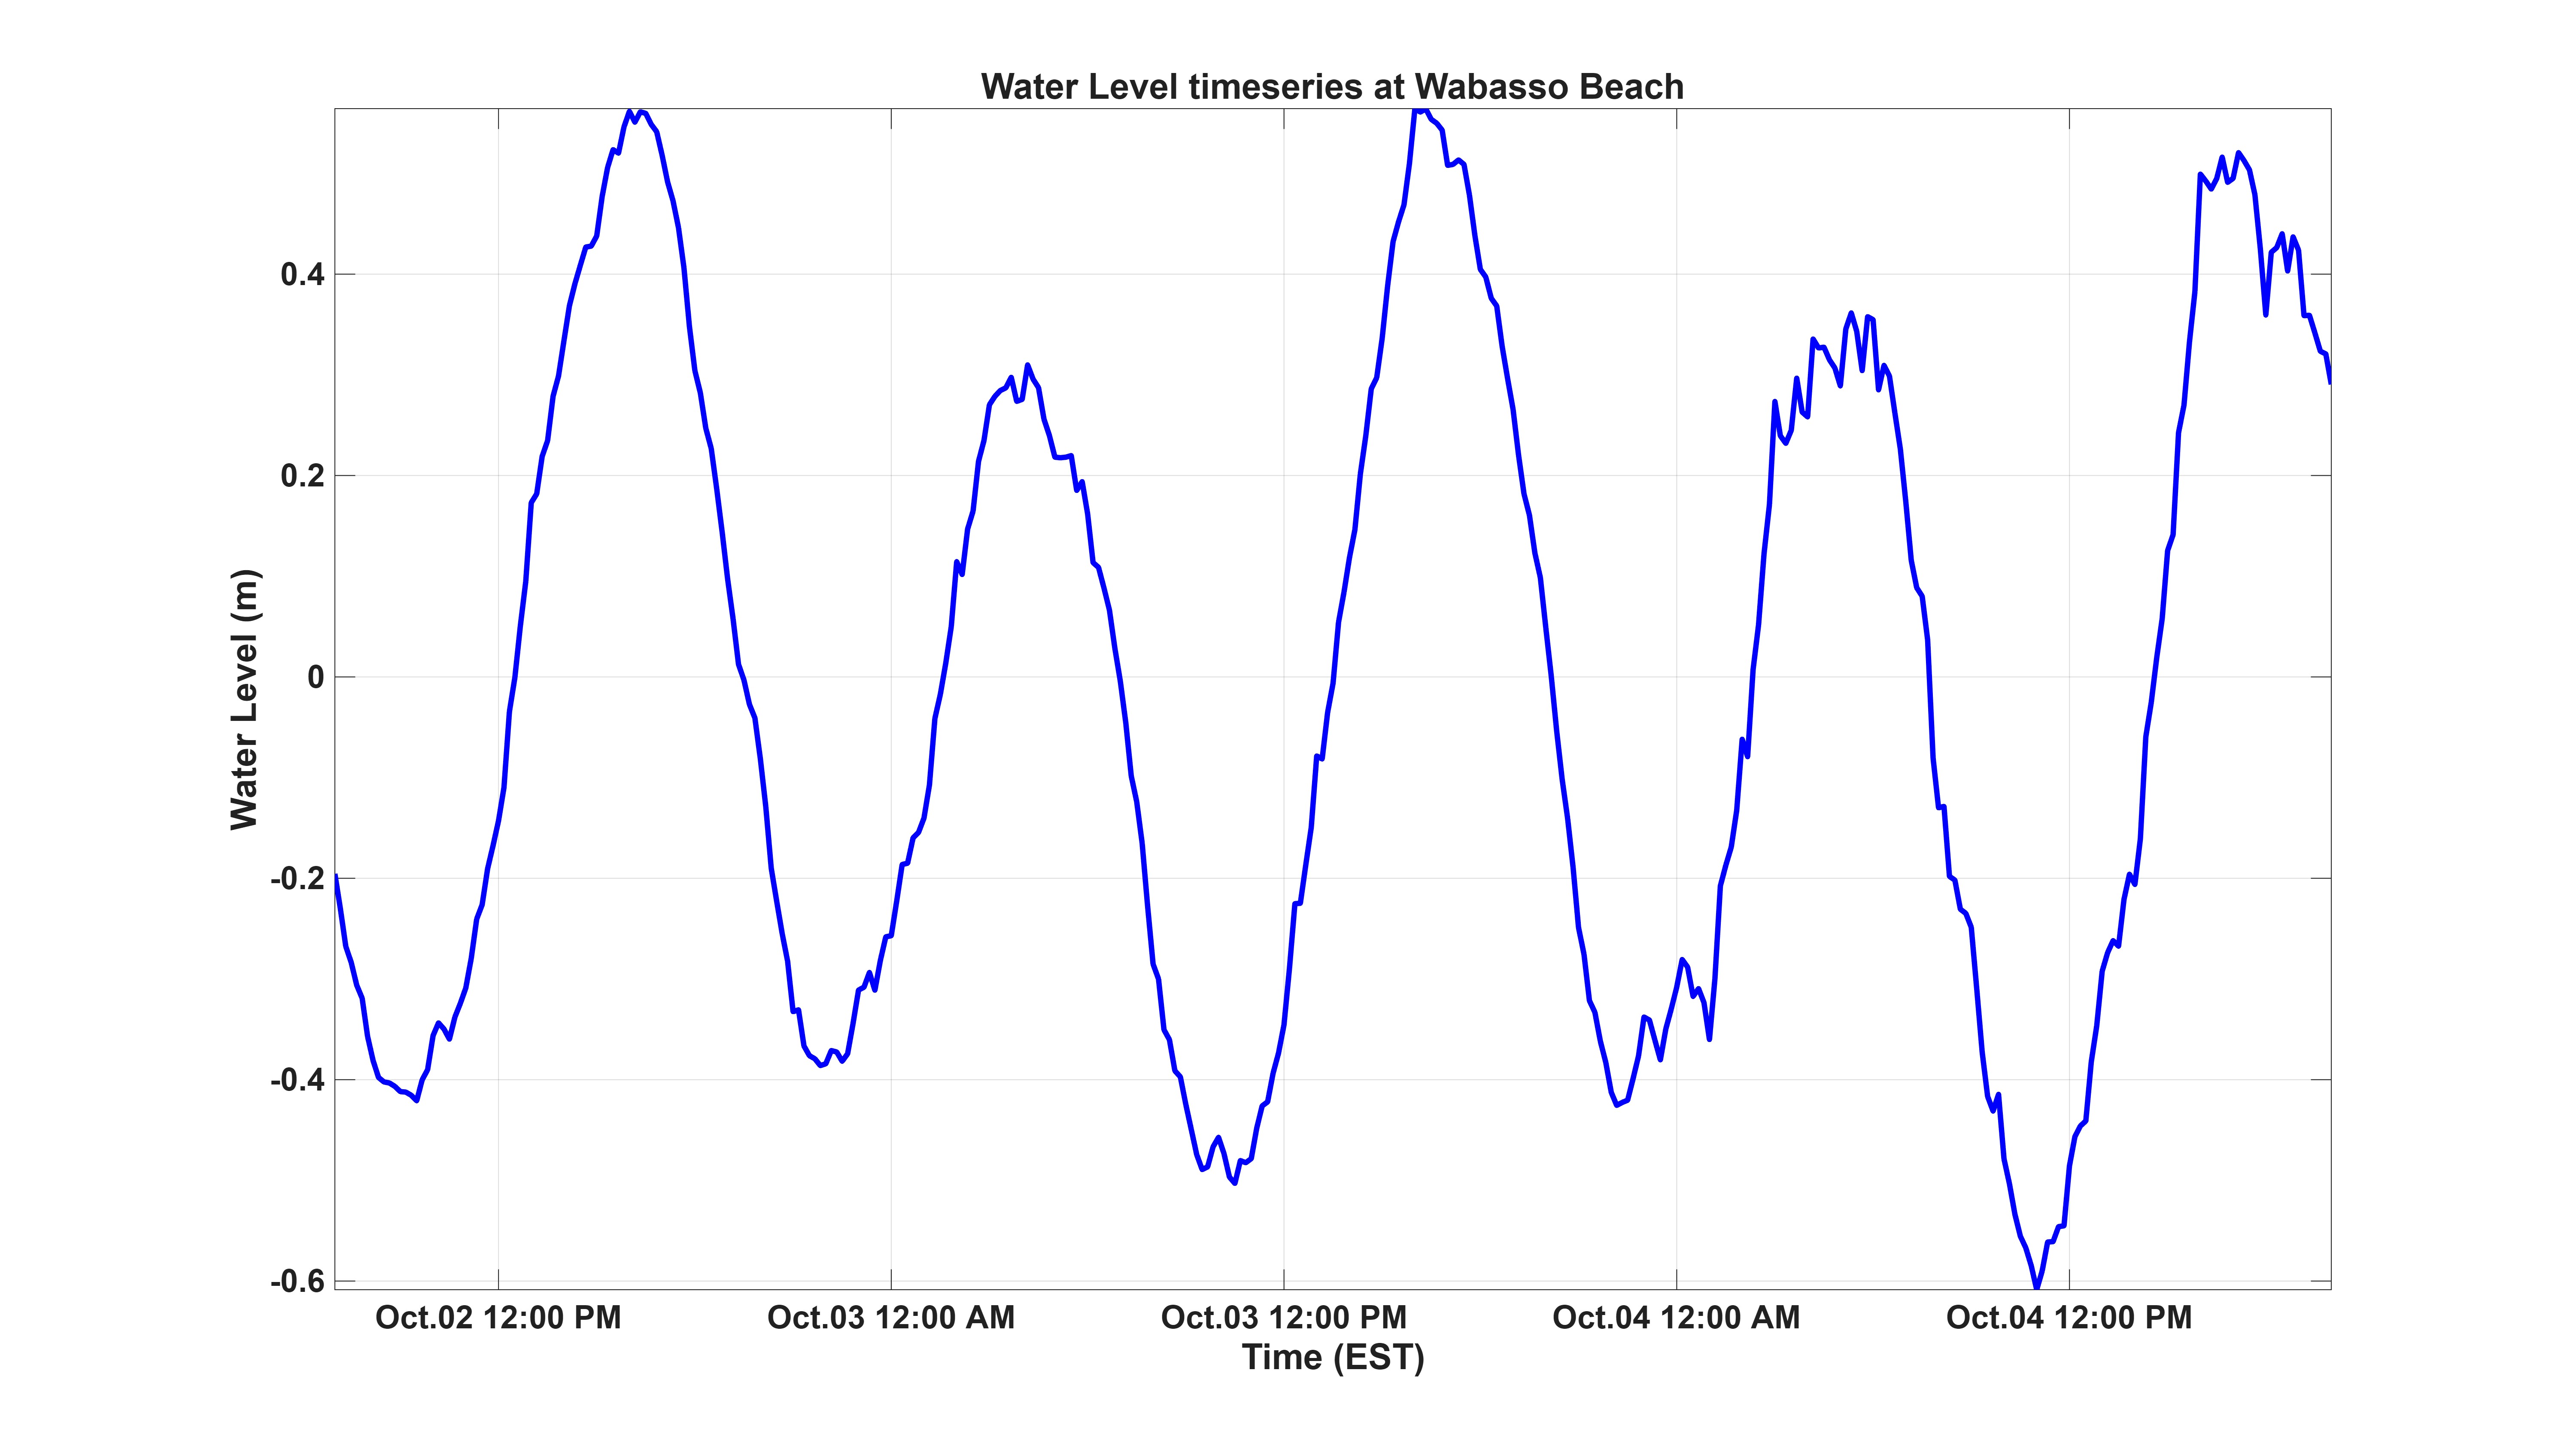 Water Level timeseries at Wabasso Beach
Water Level (m)
0.4
0.2
0
-0.2
-0.4
-0.6
Oct.02 12:00 PM
Oct.03 12:00 AM
Oct.03 12:00 PM
Oct.04 12:00 AM
Oct.04 12:00 PM
Time (EST)